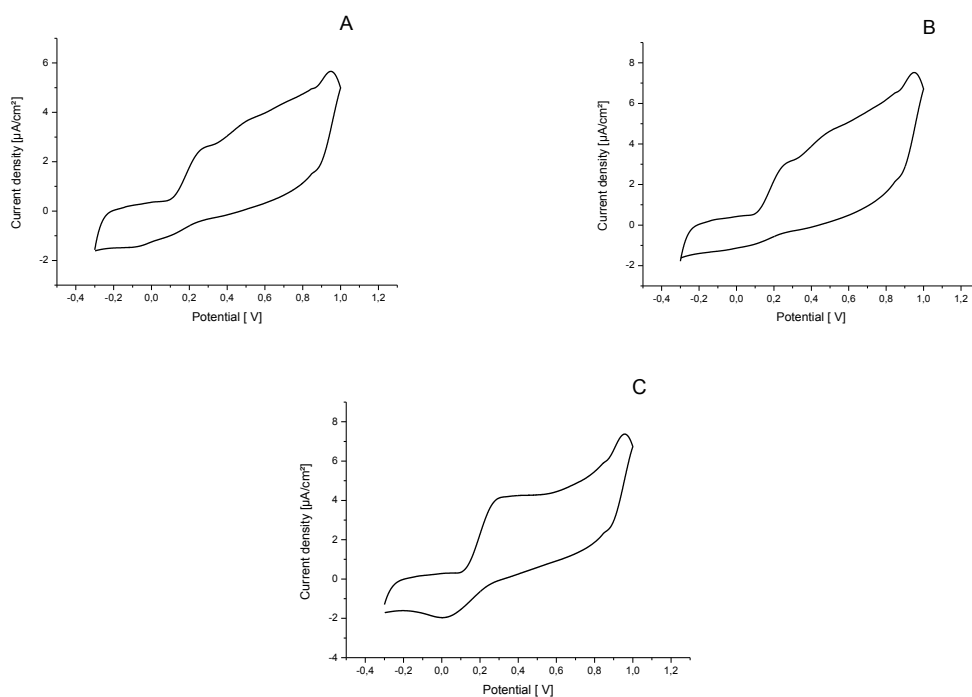 A
6
4
2
0
-2
Current density [µA/cm²]
-0,4 -0,2 0,0 0,2 0,4 0,6 0,8 1,0 1,2
Potential [ V]
B
8
6
4
2
0
-2
Current density [µA/cm²]
-0,4 -0,2 0,0 0,2 0,4 0,6 0,8 1,0 1,2
Potential [ V]
C
8
6
4
2
0
-2
-4
Current density [µA/cm²]
-0,4 -0,2 0,0 0,2 0,4 0,6 0,8 1,0 1,2
Potential [ V]